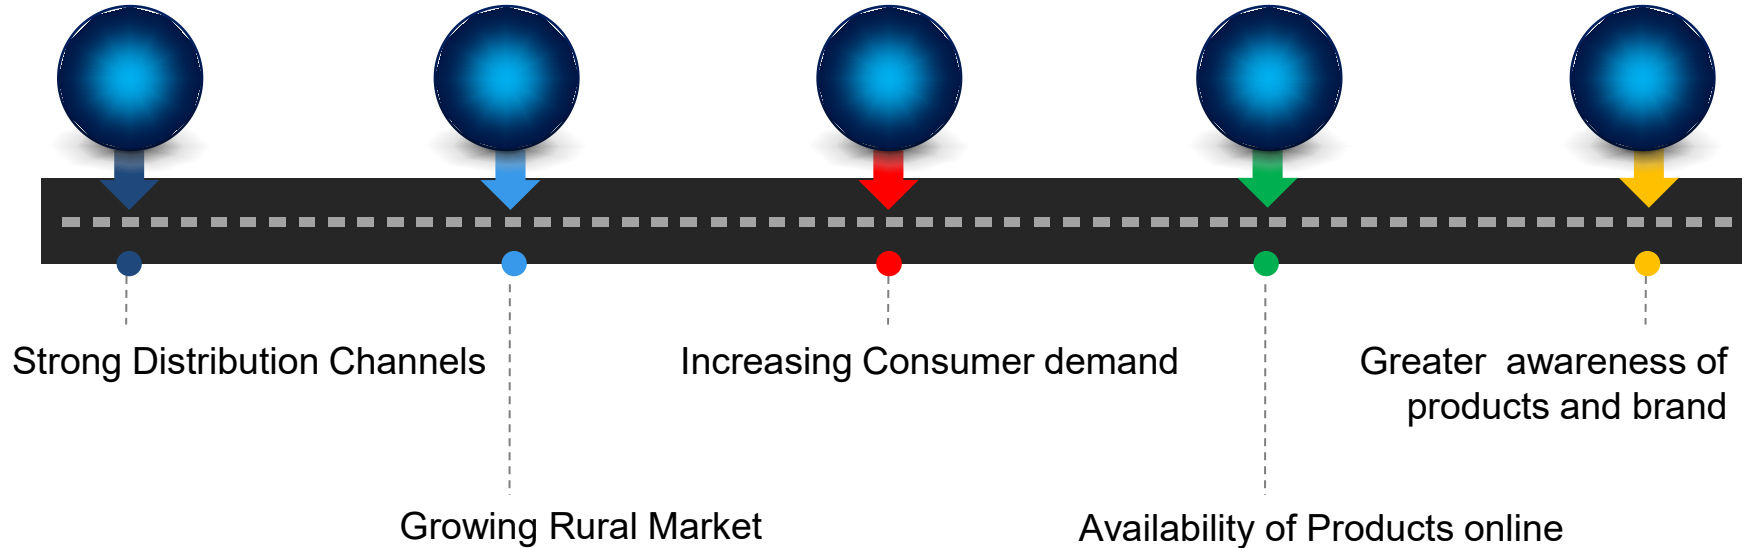 Strong Distribution Channels
Increasing Consumer demand
Greater  awareness of
products and brand
Growing Rural Market
Availability of Products online